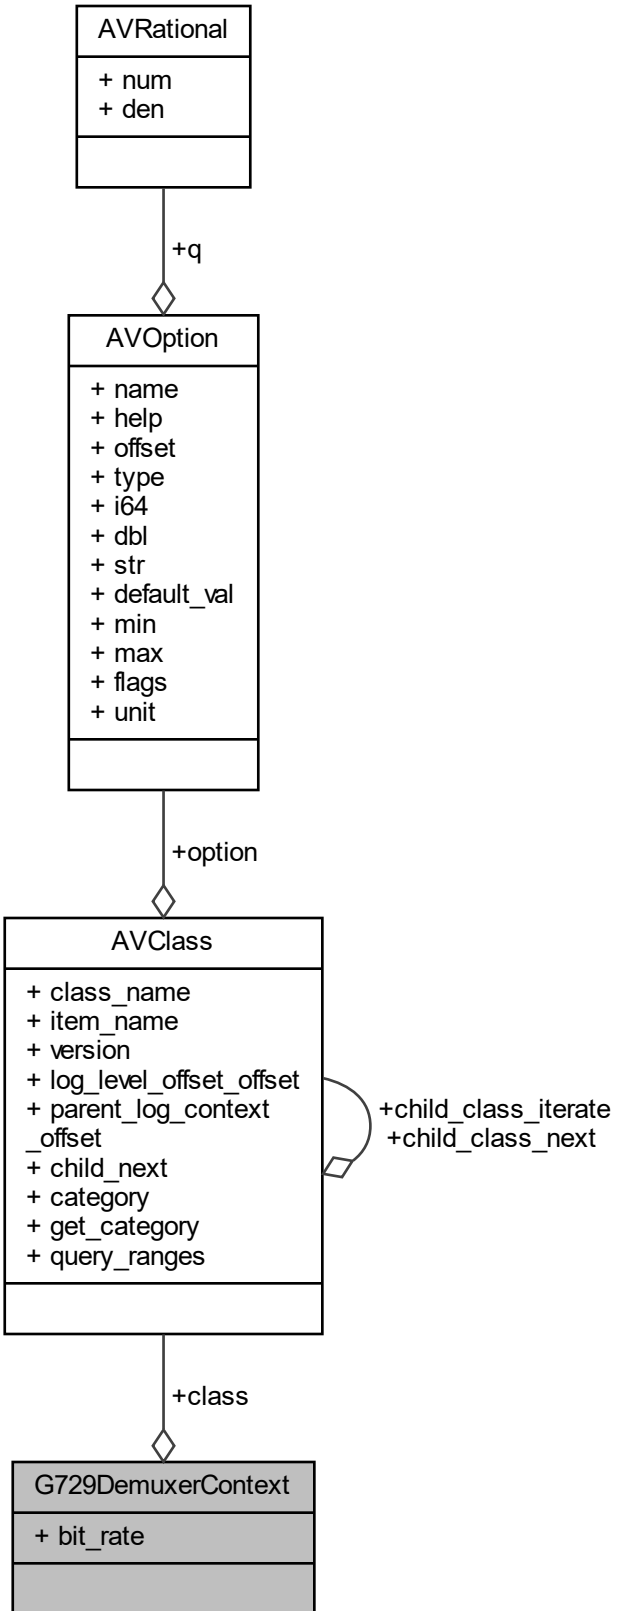 AVRational
+ num
+ den
+q
AVOption
+ name
+ help
+ offset
+ type
+ i64
+ dbl
+ str
+ default_val
+ min
+ max
+ flags
+ unit
+option
AVClass
+ class_name
+ item_name
+ version
+ log_level_offset_offset
+ parent_log_context
_offset
+ child_next
+ category
+ get_category
+ query_ranges
+child_class_iterate
+child_class_next
+class
G729DemuxerContext
+ bit_rate